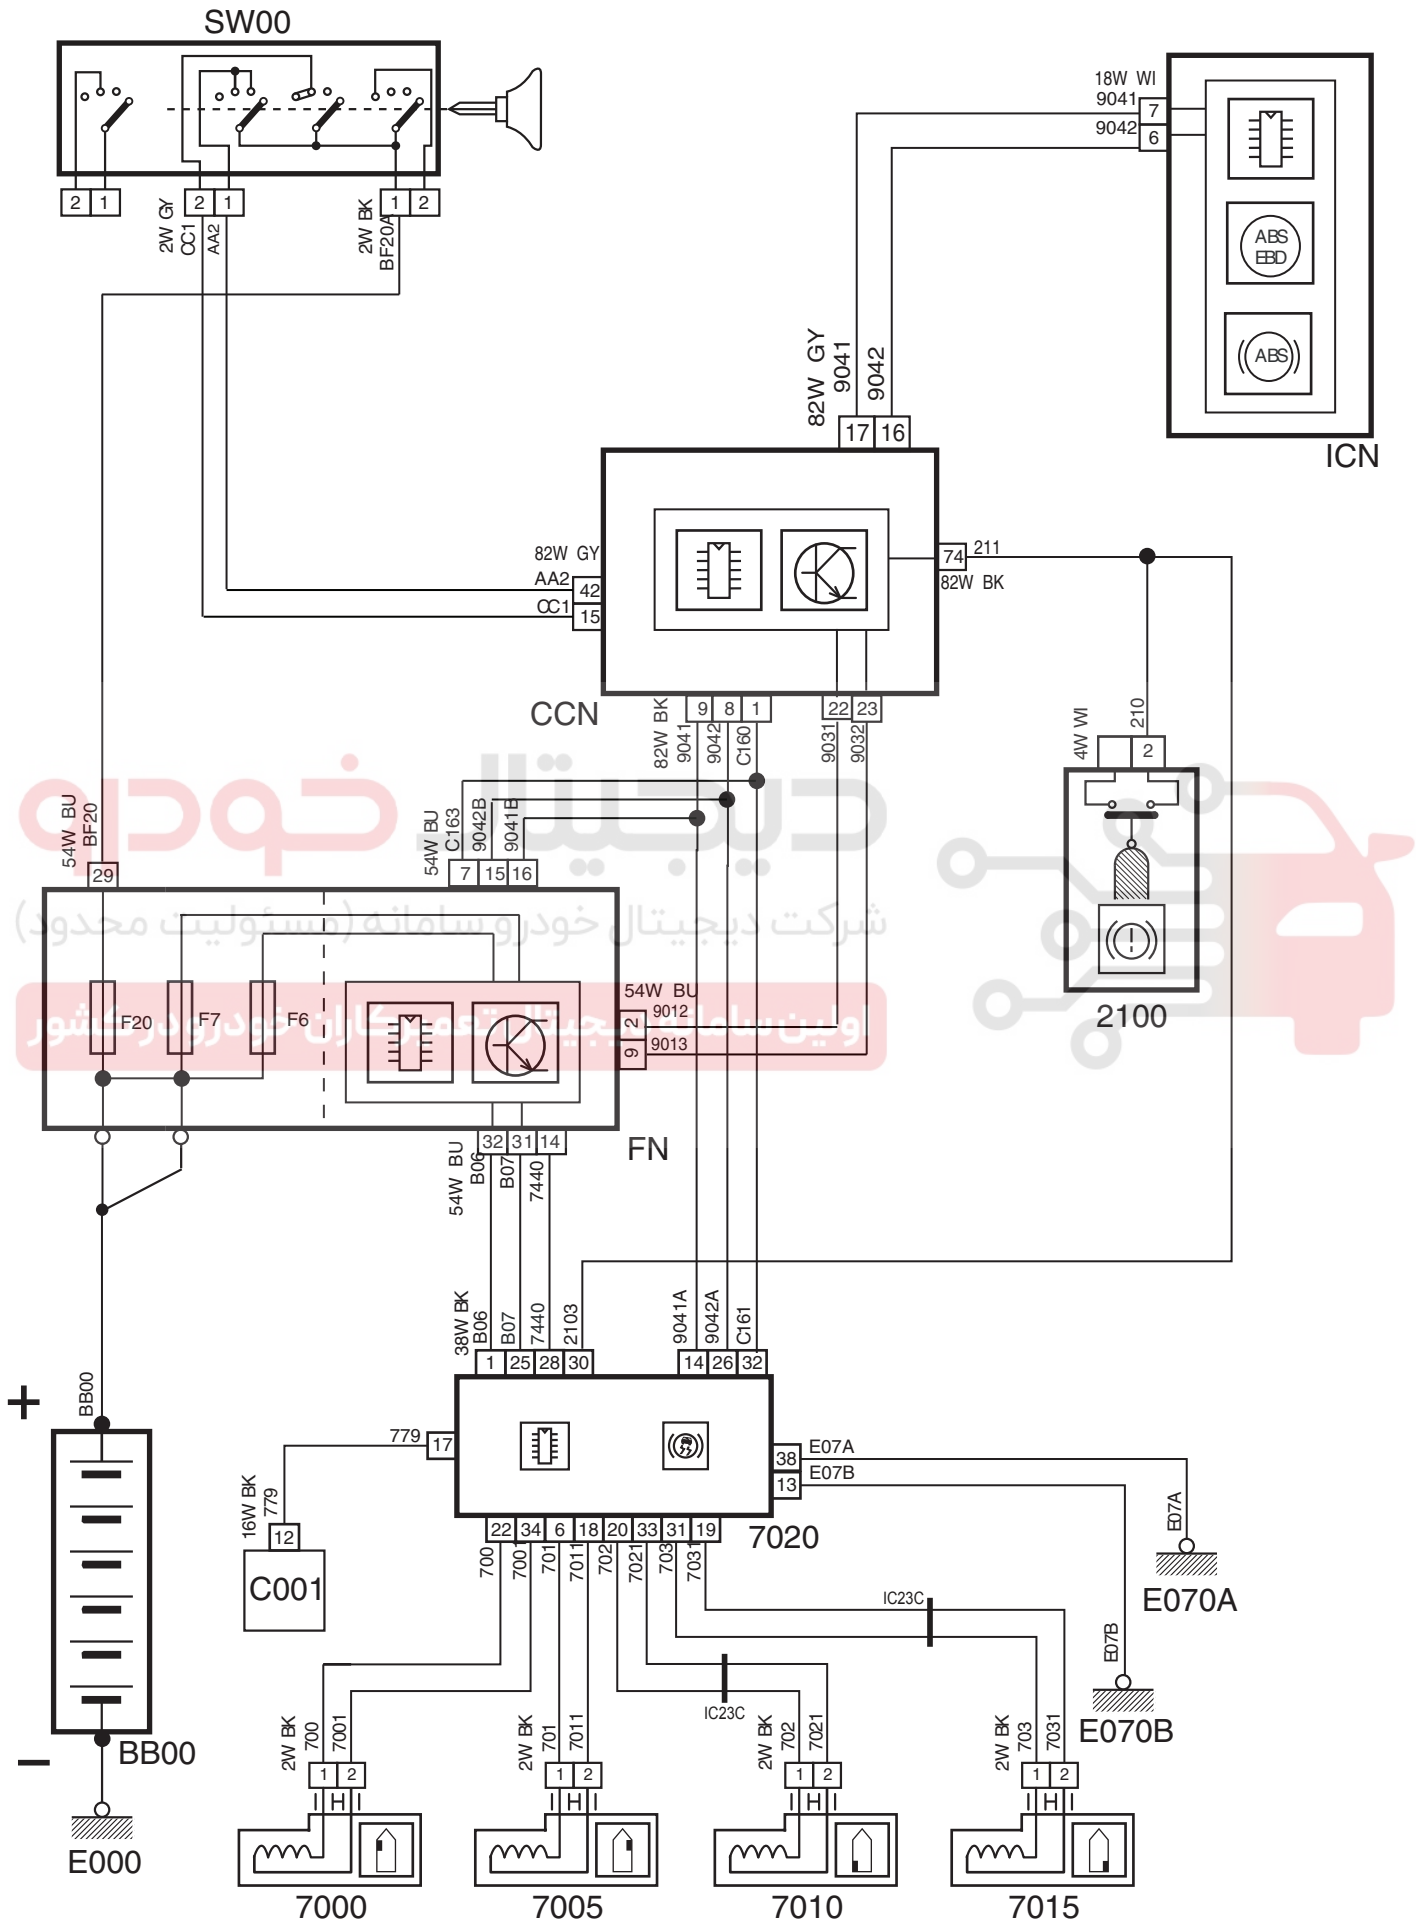 SW00
2 1
2 1
1 2
2W GY
CC1
AA2
2W BK
BF20A
18W WI
9041
9042
7
6
ABS
EBD
ABS
ICN
82W GY
9041
9042
17 16
82W GY
AA2
CC1
42
15
74
211
82W BK
CCN
82W BK
9 8 1
22 23
9041
9042
C160
9031
9032
4W WI
210
2
دیجیتال خودرو
54W BU
BF20
29
54W BU
C163
9042B
9041B
7 15 16
شرکت دیجیتال خودرو سامانه (مسئولیت محدود)
اولین سامانه دیجیتال تعمیرکاران خودرو در کشور
F20
F7
F6
54W BU
2
9012
9
9013
2100
FN
32 31 14
54W BU
B06
B07
7440
38W BK
B06
B07
7440
2103
9041A
9042A
C161
1 25 28 30
14 26 32
+
BB00
779
17
38
E07A
13
E07B
16W BK
779
12
C001
22 34 6 18 20 33 31 19
7020
700
7001
701
7011
702
7021
703
7031
E07A
E070A
IC23C
IC23C
E07B
E070B
−
BB00
E000
2W BK
700
7001
1 2
7000
2W BK
701
7011
1 2
7005
2W BK
702
7021
1 2
7010
2W BK
703
7031
1 2
7015